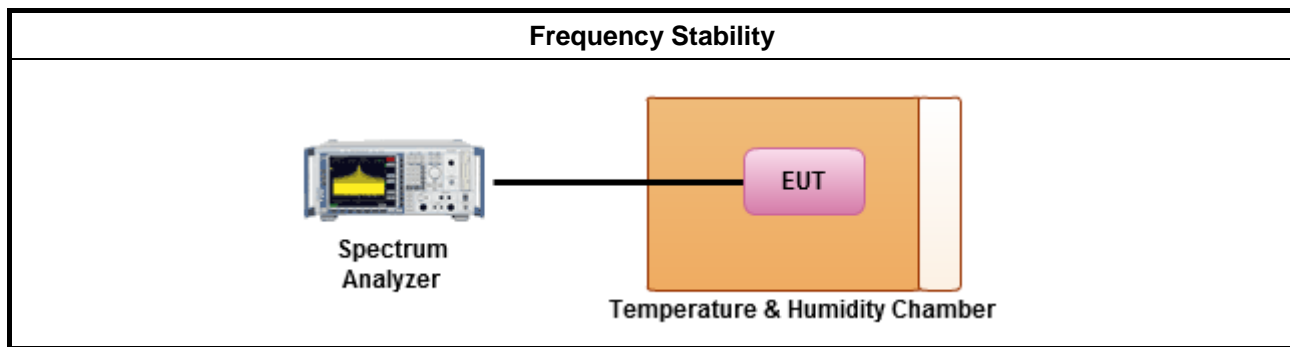 Frequency Stability
EUT
Spectrum
Analyzer
Temperature & Humidity Chamber